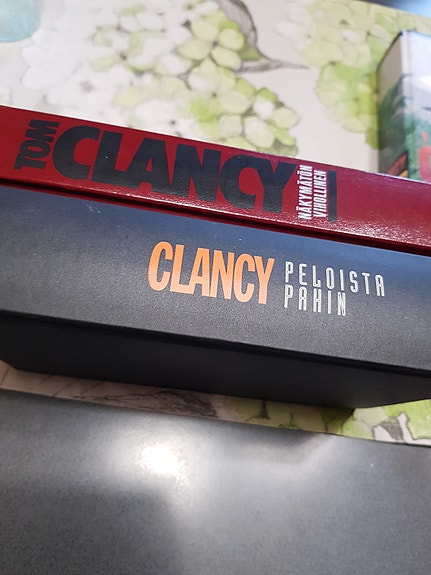 TOM CLANCY
NÄKYMÄTÖN
VIHOLLINEN
CLANCY
PELOISTA
PAHIN